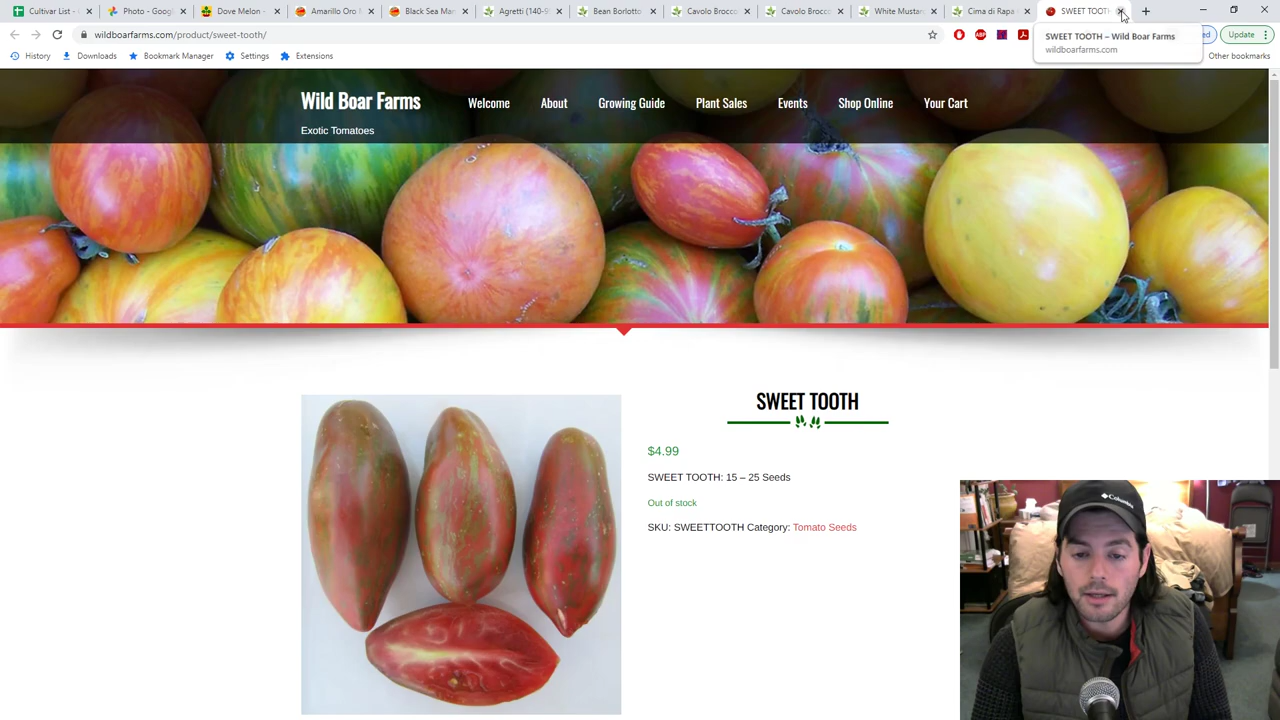 Cultivar List - Photo - Goog Dove Melon - Amarillo Oro Black Sea Man Agretti (140-9 Bean Borlotto Cavolo Brocco Cavolo Brocco White Mustar Cima di Rapa SWEET TOOTH
wildboarfarms.com/product/sweet-tooth/ ABP Update
SWEET TOOTH – Wild Boar Farms
wildboarfarms.com
History Downloads Bookmark Manager Settings Extensions Other bookmarks
Wild Boar Farms Welcome About Growing Guide Plant Sales Events Shop Online Your Cart
Exotic Tomatoes
SWEET TOOTH
$4.99
SWEET TOOTH: 15 – 25 Seeds
Out of stock
SKU: SWEETTOOTH Category: Tomato Seeds
Columbia